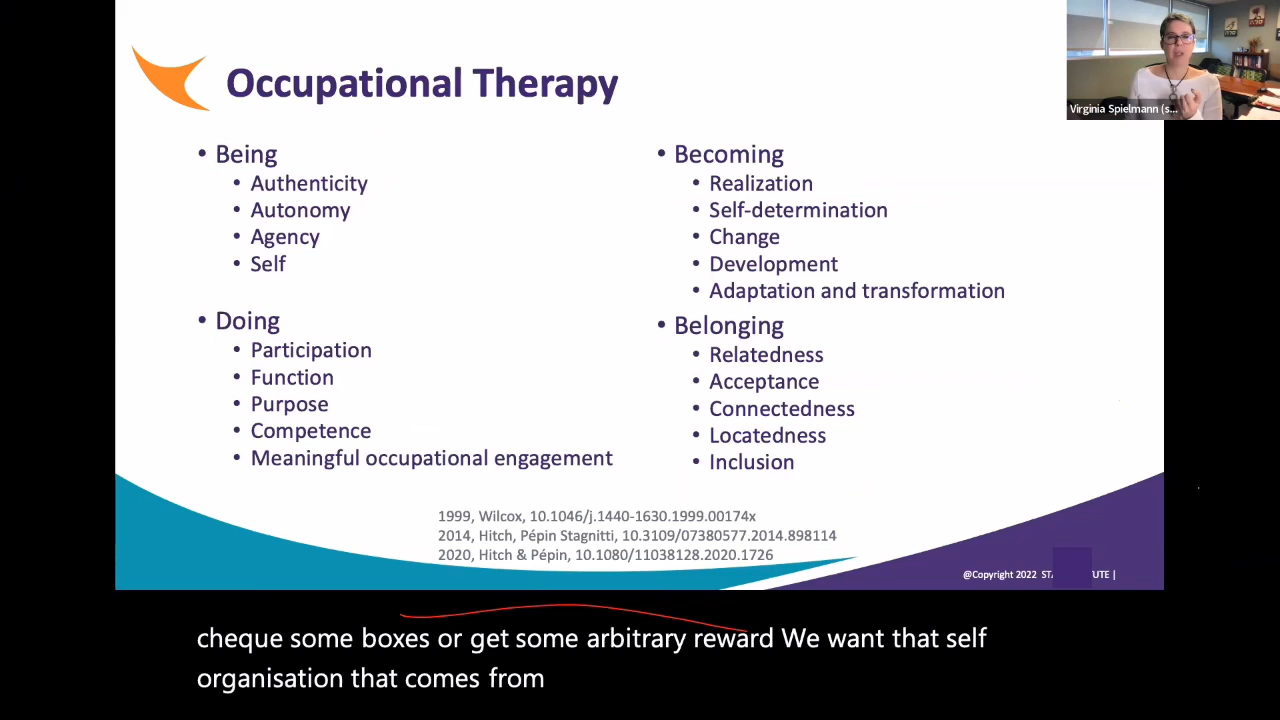 Occupational Therapy
Virginia Spielmann (s...
• Being
• Authenticity
• Autonomy
• Agency
• Self
• Doing
• Participation
• Function
• Purpose
• Competence
• Meaningful occupational engagement
• Becoming
• Realization
• Self-determination
• Change
• Development
• Adaptation and transformation
• Belonging
• Relatedness
• Acceptance
• Connectedness
• Locatedness
• Inclusion
1999, Wilcox, 10.1046/j.1440-1630.1999.00174x
2014, Hitch, Pépin Stagnitti, 10.3109/07380577.2014.898114
2020, Hitch & Pépin, 10.1080/11038128.2020.1726
@Copyright 2022 STA UTE |
cheque some boxes or get some arbitrary reward We want that self
organisation that comes from